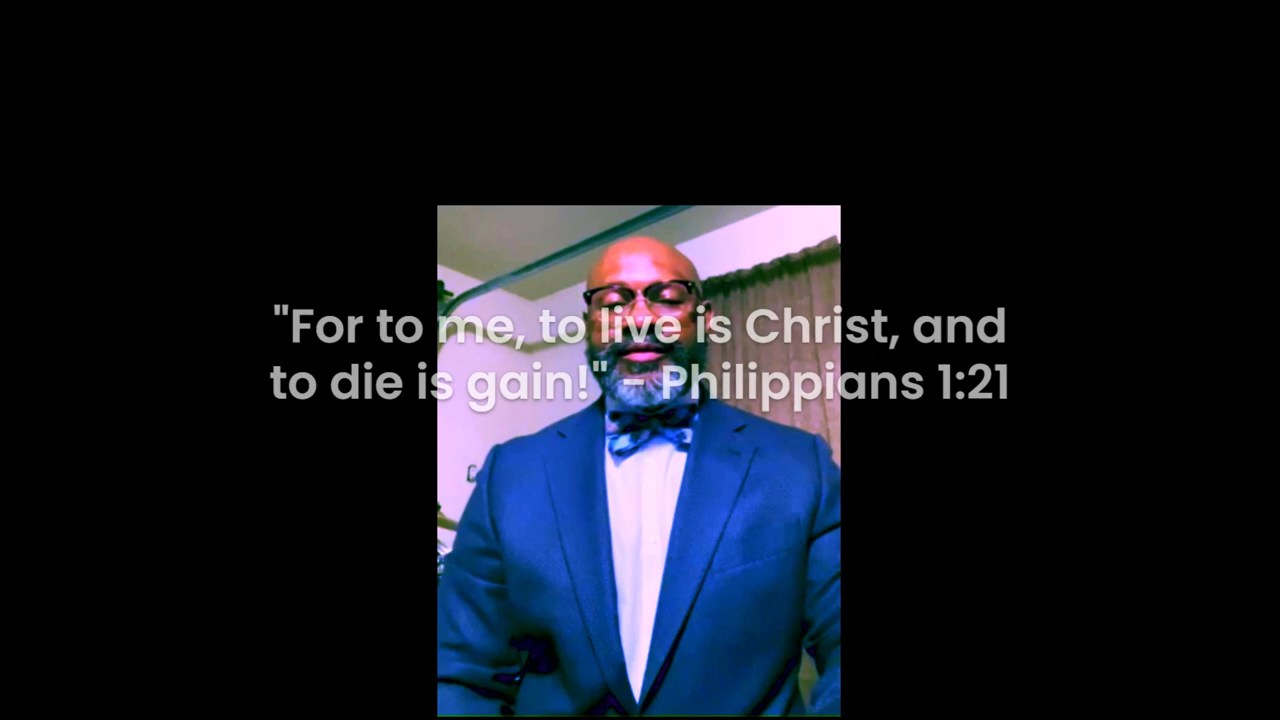 "For to me, to live is Christ, and
to die is gain!" - Philippians 1:21